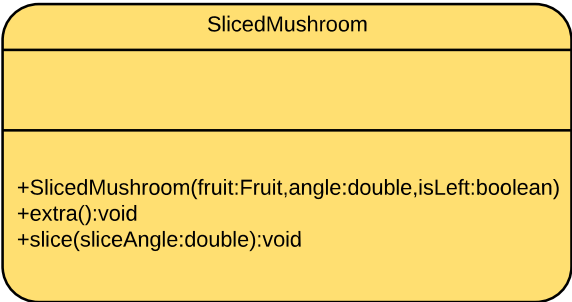 SlicedMushroom
+SlicedMushroom(fruit:Fruit,angle:double,isLeft:boolean)
+extra():void
+slice(sliceAngle:double):void